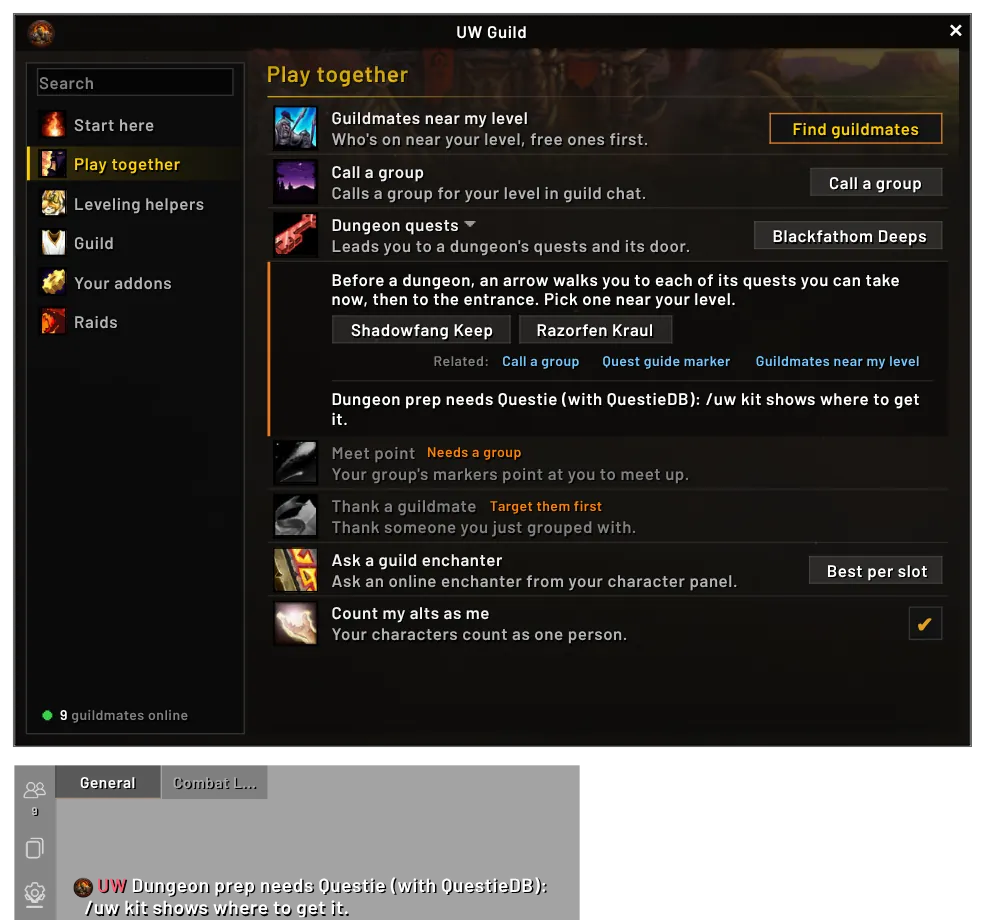 UW Guild
Search
Start here
Play together
Leveling helpers
Guild
Your addons
Raids
9 guildmates online
Play together
Guildmates near my level
Who's on near your level, free ones first.
Find guildmates
Call a group
Calls a group for your level in guild chat.
Call a group
Dungeon quests
Leads you to a dungeon's quests and its door.
Blackfathom Deeps
Before a dungeon, an arrow walks you to each of its quests you can take
now, then to the entrance. Pick one near your level.
Shadowfang Keep Razorfen Kraul
Related: Call a group Quest guide marker Guildmates near my level
Dungeon prep needs Questie (with QuestieDB): /uw kit shows where to get
it.
Meet point Needs a group
Your group's markers point at you to meet up.
Thank a guildmate Target them first
Thank someone you just grouped with.
Ask a guild enchanter
Ask an online enchanter from your character panel.
Best per slot
Count my alts as me
Your characters count as one person.
General Combat L...
9
UW Dungeon prep needs Questie (with QuestieDB):
/uw kit shows where to get it.